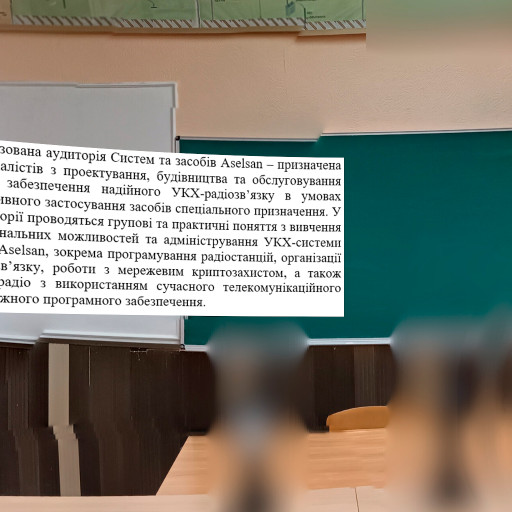 зована аудиторія Систем та засобів Aselsan – призначена
алістів з проектування, будівництва та обслуговування
забезпечення надійного УКХ-радіозв’язку в умовах
ивного застосування засобів спеціального призначення. У
орії проводяться групові та практичні поняття з вивчення
нальних можливостей та адміністрування УКХ-системи
Aselsan, зокрема програмування радіостанцій, організації
в’язку, роботи з мережевим криптозахистом, а також
радіо з використанням сучасного телекомунікаційного
жного програмного забезпечення.